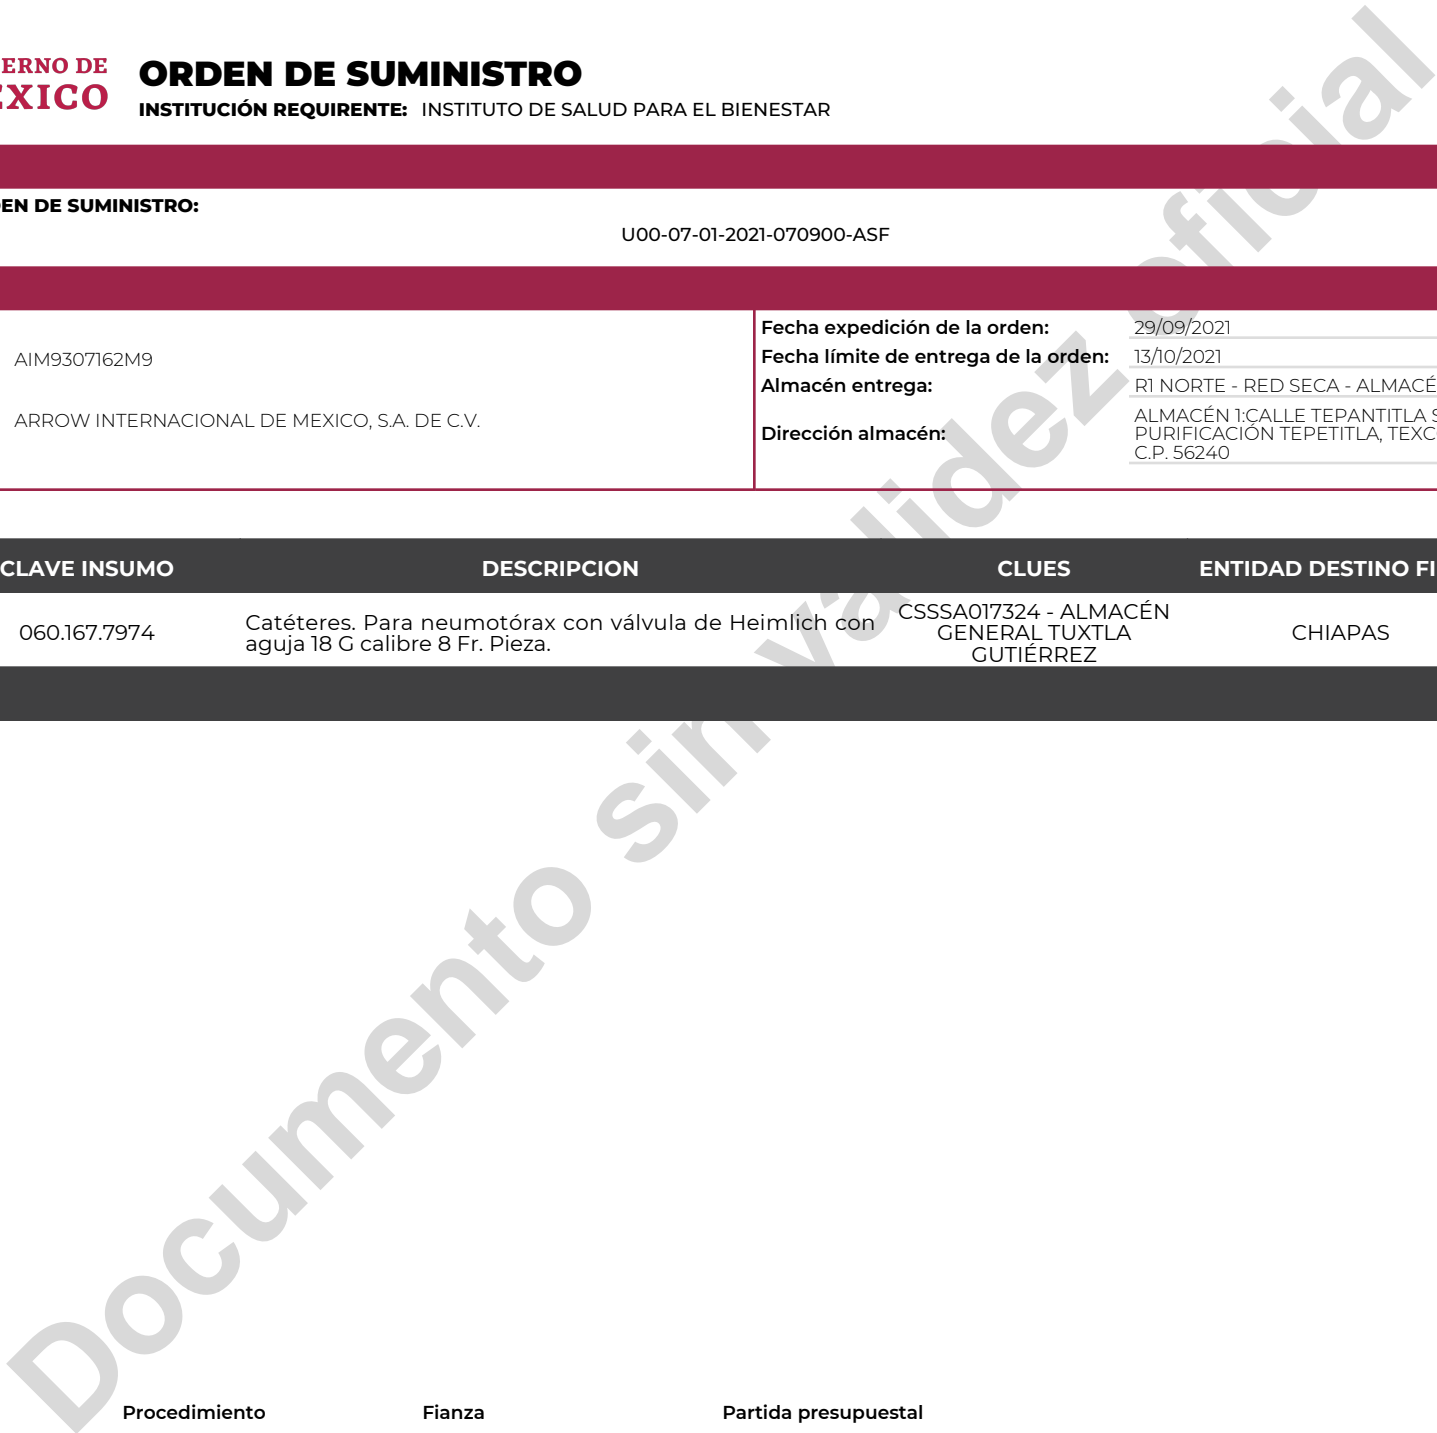 ERNO DE
EXICO
ORDEN DE SUMINISTRO
INSTITUCIÓN REQUIRENTE: INSTITUTO DE SALUD PARA EL BIENESTAR
EN DE SUMINISTRO:
U00-07-01-2021-070900-ASF
AIM9307162M9
ARROW INTERNACIONAL DE MEXICO, S.A. DE C.V.
Fecha expedición de la orden: 29/09/2021
Fecha límite de entrega de la orden: 13/10/2021
Almacén entrega: R1 NORTE - RED SECA - ALMACÉ
Dirección almacén:
ALMACÉN 1:CALLE TEPANTITLA S
PURIFICACIÓN TEPETITLA, TEXC
C.P. 56240
CLAVE INSUMO DESCRIPCION CLUES ENTIDAD DESTINO FI
060.167.7974
Catéteres. Para neumotórax con válvula de Heimlich con
aguja 18 G calibre 8 Fr. Pieza.
CSSSA017324 - ALMACÉN
GENERAL TUXTLA
GUTIÉRREZ
CHIAPAS
Documento sin validez oficial
Procedimiento Fianza Partida presupuestal